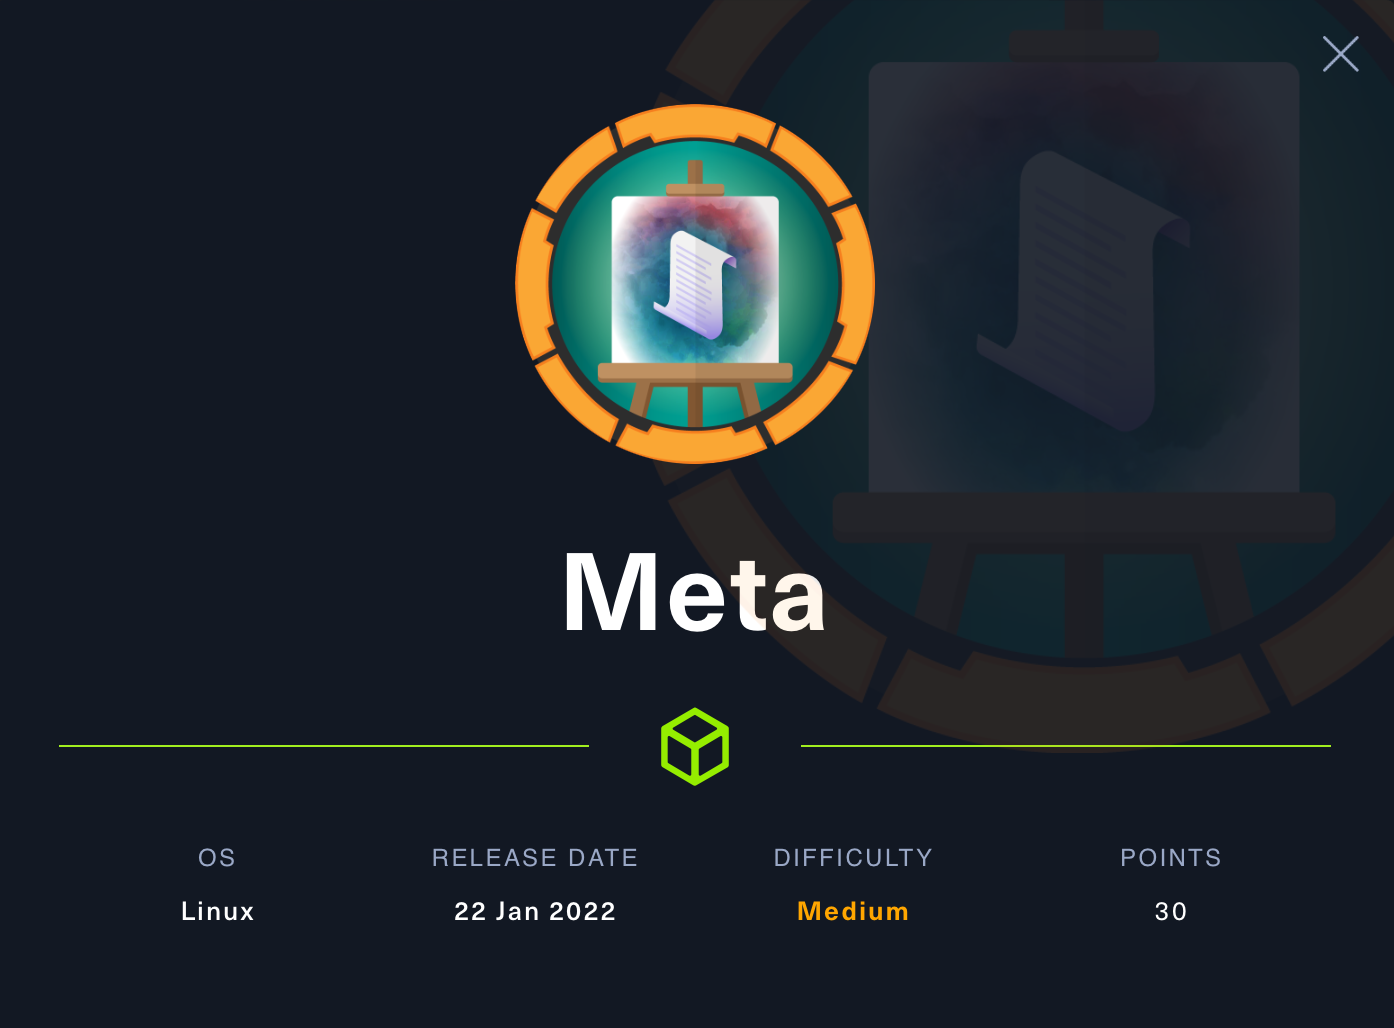 Meta
OS
RELEASE DATE
DIFFICULTY
POINTS
Linux
22 Jan 2022
Medium
30